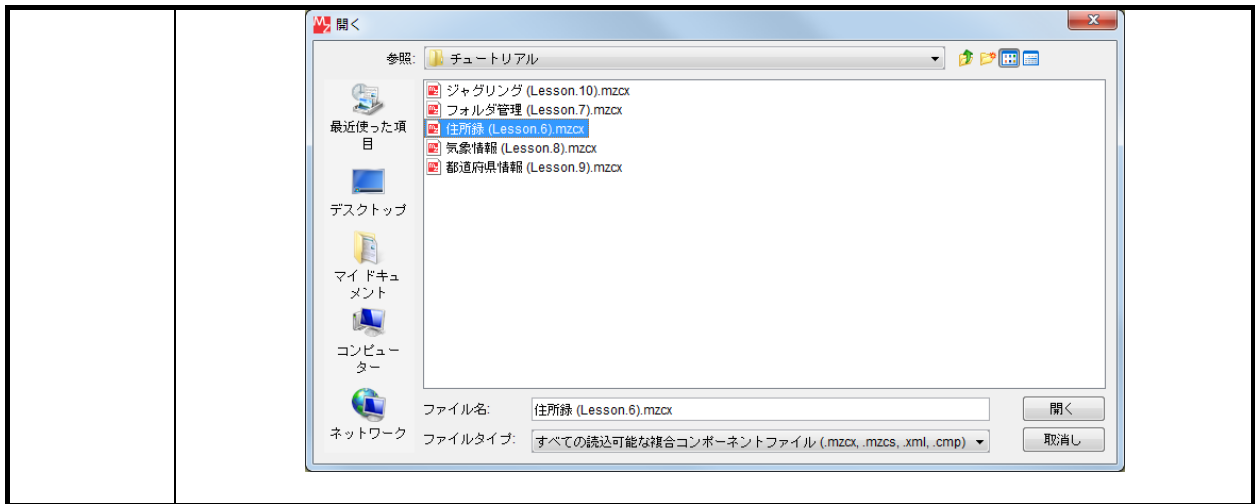 開く
参照:
チュートリアル
ジャグリング (Lesson.10).mzcx
フォルダ管理 (Lesson.7).mzcx
住所録 (Lesson.6).mzcx
気象情報 (Lesson.8).mzcx
都道府県情報 (Lesson.9).mzcx
最近使った項
目
デスクトップ
マイ ドキュ
メント
コンピュー
ター
ネットワーク
ファイル名:
住所録 (Lesson.6).mzcx
開く
ファイルタイプ:
すべての読込可能な複合コンポーネントファイル (.mzcx, .mzcs, .xml, .cmp)
取消し